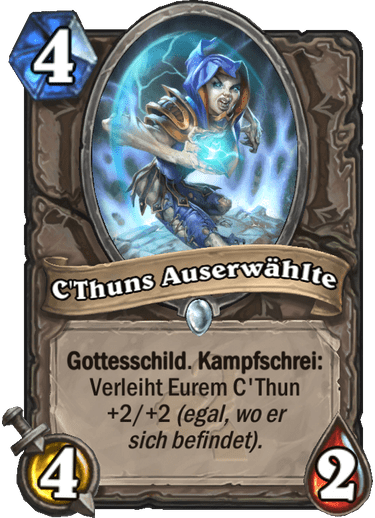 4
C'Thuns Auserwählte
Gottesschild. Kampfschrei:
Verleiht Eurem C'Thun
+2/+2 (egal, wo er
sich befindet).
4
2